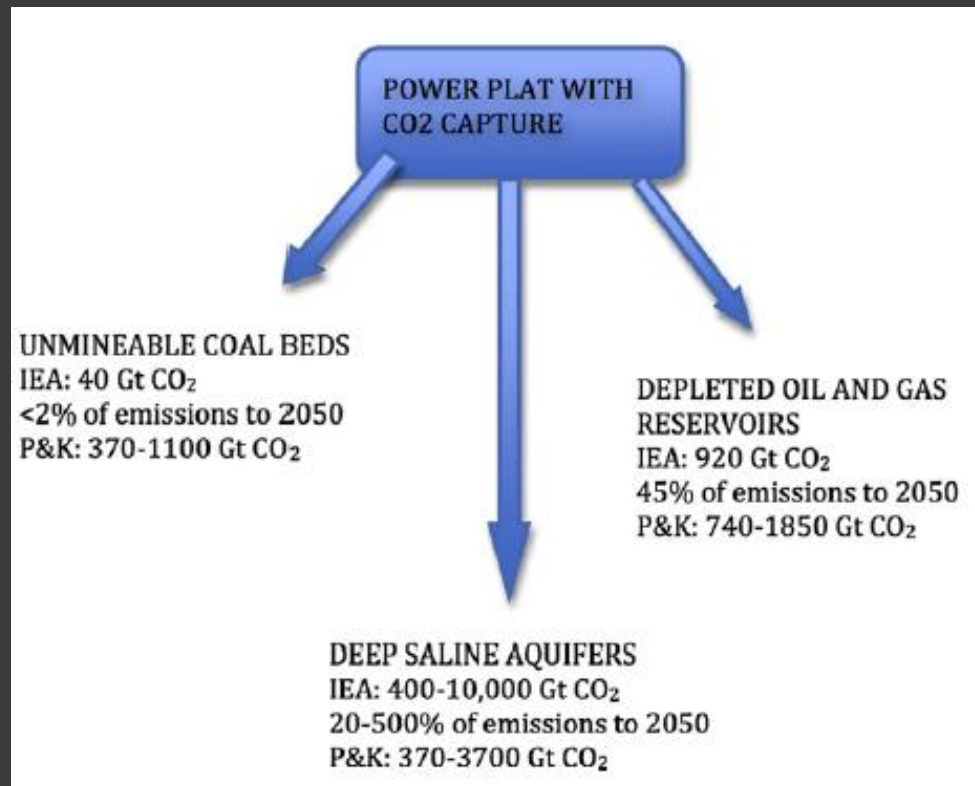 POWER PLAT WITH
CO2 CAPTURE
UNMINEABLE COAL BEDS
IEA: 40 Gt CO₂
<2% of emissions to 2050
P&K: 370-1100 Gt CO₂
DEPLETED OIL AND GAS
RESERVOIRS
IEA: 920 Gt CO₂
45% of emissions to 2050
P&K: 740-1850 Gt CO₂
DEEP SALINE AQUIFERS
IEA: 400-10,000 Gt CO₂
20-500% of emissions to 2050
P&K: 370-3700 Gt CO₂